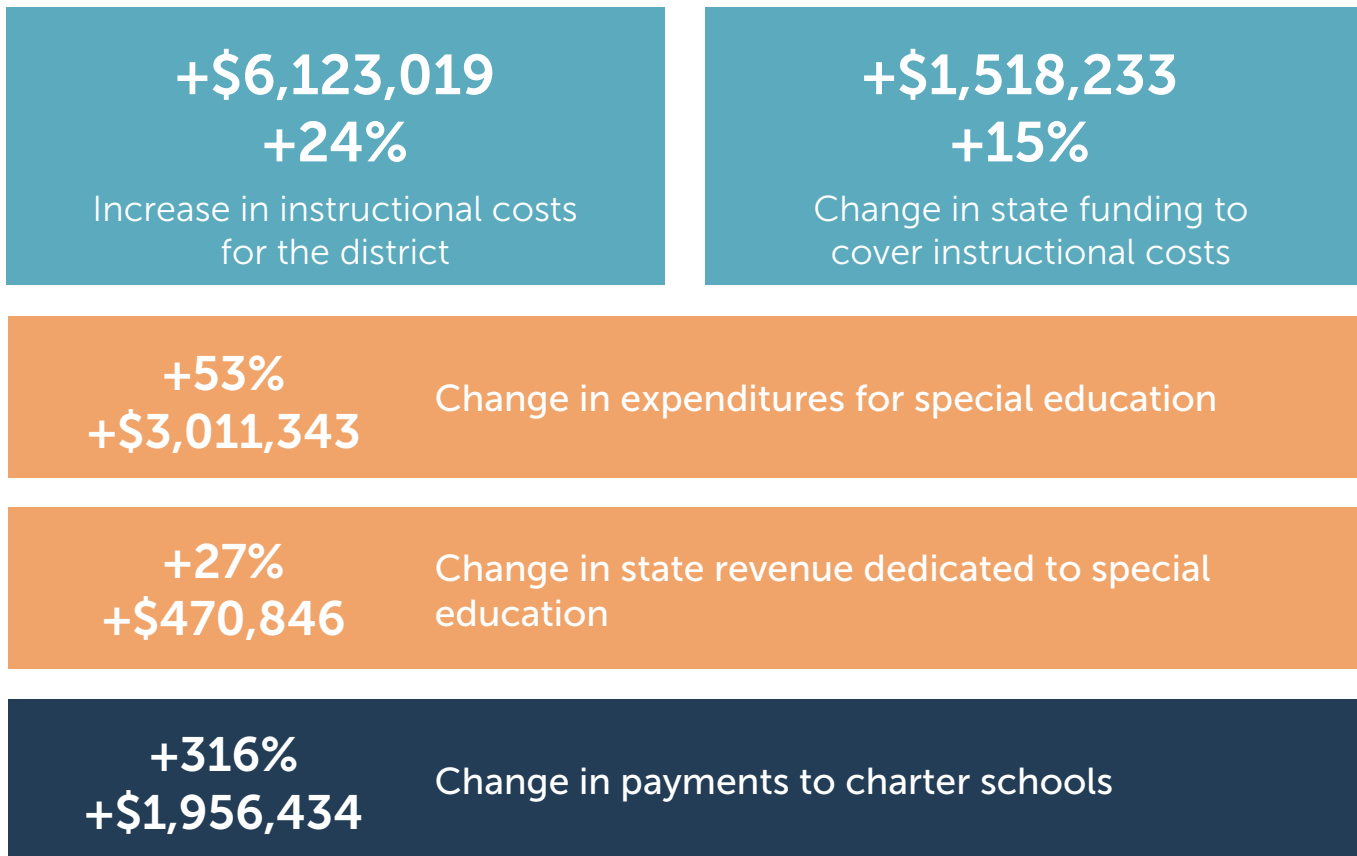 +$6,123,019
+24%
Increase in instructional costs
for the district
+$1,518,233
+15%
Change in state funding to
cover instructional costs
+53%
+$3,011,343
Change in expenditures for special education
+27%
+$470,846
Change in state revenue dedicated to special
education
+316%
+$1,956,434
Change in payments to charter schools